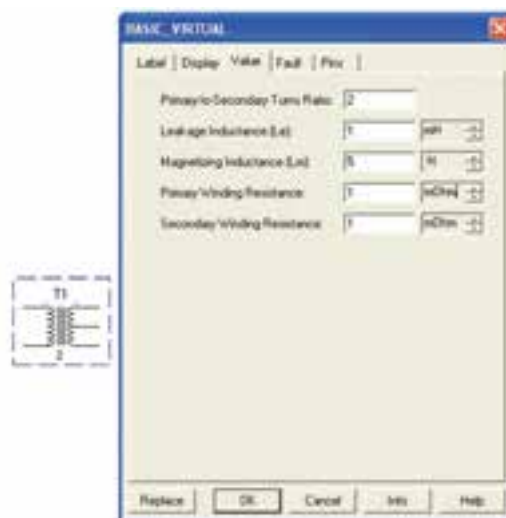 BASIC_VIRTUAL
Label Display Value Fault Pins
Primary-to-Secondary Turns Ratio: 2
Leakage Inductance (Le): 1 mH
Magnetizing Inductance (Lm): 5 H
Primary Winding Resistance: 1 mOhm
Secondary Winding Resistance: 1 mOhm
T1
2
Replace OK Cancel Info Help